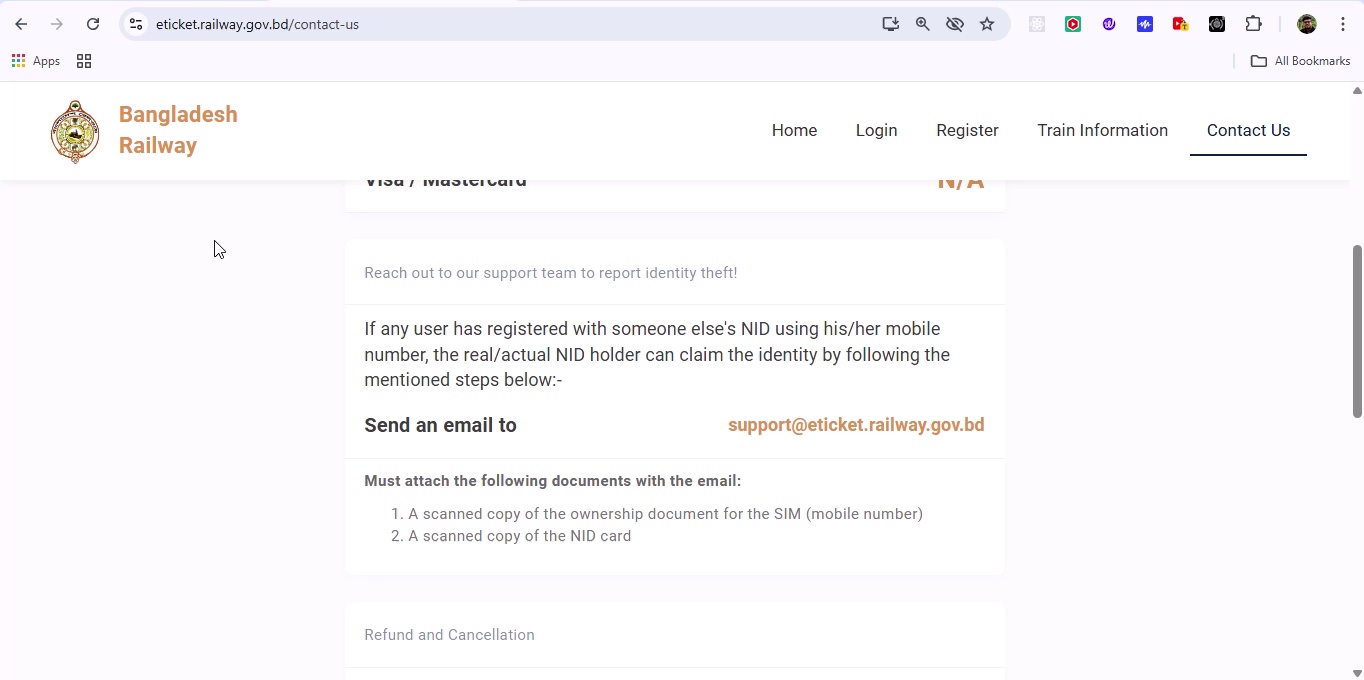 eticket.railway.gov.bd/contact-us
Apps
All Bookmarks
Bangladesh
Railway
Home
Login
Register
Train Information
Contact Us
Visa / Mastercard
N/A
Reach out to our support team to report identity theft!
If any user has registered with someone else's NID using his/her mobile
number, the real/actual NID holder can claim the identity by following the
mentioned steps below:-
Send an email to
support@eticket.railway.gov.bd
Must attach the following documents with the email:
1. A scanned copy of the ownership document for the SIM (mobile number)
2. A scanned copy of the NID card
Refund and Cancellation